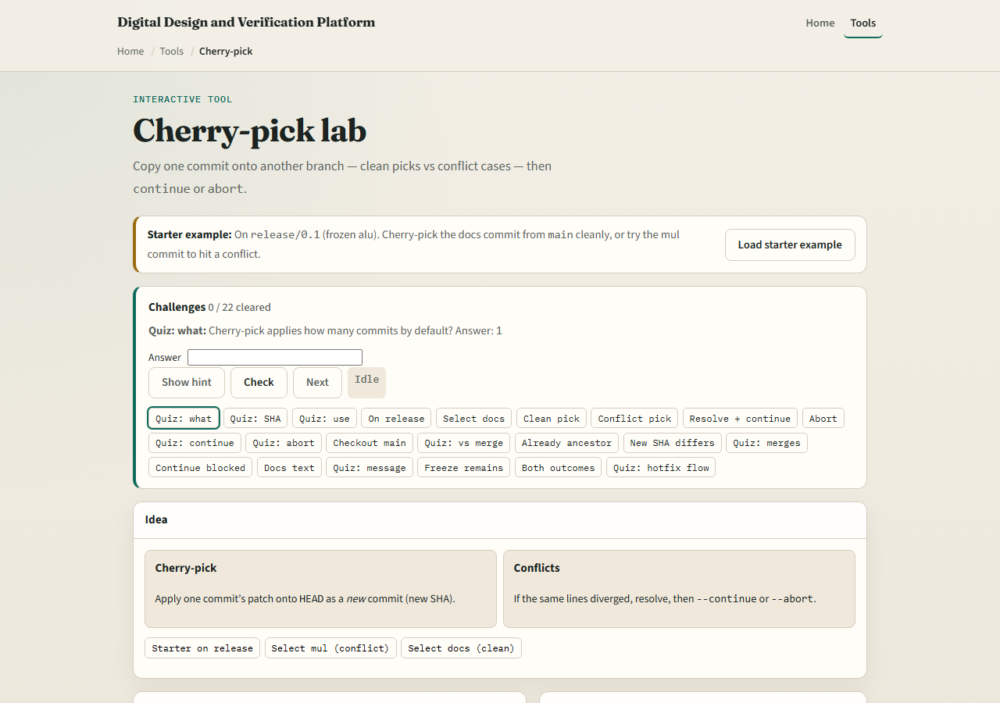 Digital Design and Verification Platform
Home
Tools
Home / Tools / Cherry-pick
INTERACTIVE TOOL
Cherry-pick lab
Copy one commit onto another branch — clean picks vs conflict cases — then
continue or abort.
Starter example: On release/0.1 (frozen alu). Cherry-pick the docs commit from main cleanly, or try the mul
commit to hit a conflict.
Load starter example
Challenges 0 / 22 cleared
Quiz: what: Cherry-pick applies how many commits by default? Answer: 1
Answer
Show hint
Check
Next
Idle
Quiz: what
Quiz: SHA
Quiz: use
On release
Select docs
Clean pick
Conflict pick
Resolve + continue
Abort
Quiz: continue
Quiz: abort
Checkout main
Quiz: vs merge
Already ancestor
New SHA differs
Quiz: merges
Continue blocked
Docs text
Quiz: message
Freeze remains
Both outcomes
Quiz: hotfix flow
Idea
Cherry-pick
Apply one commit’s patch onto HEAD as a new commit (new SHA).
Conflicts
If the same lines diverged, resolve, then --continue or --abort.
Starter on release
Select mul (conflict)
Select docs (clean)